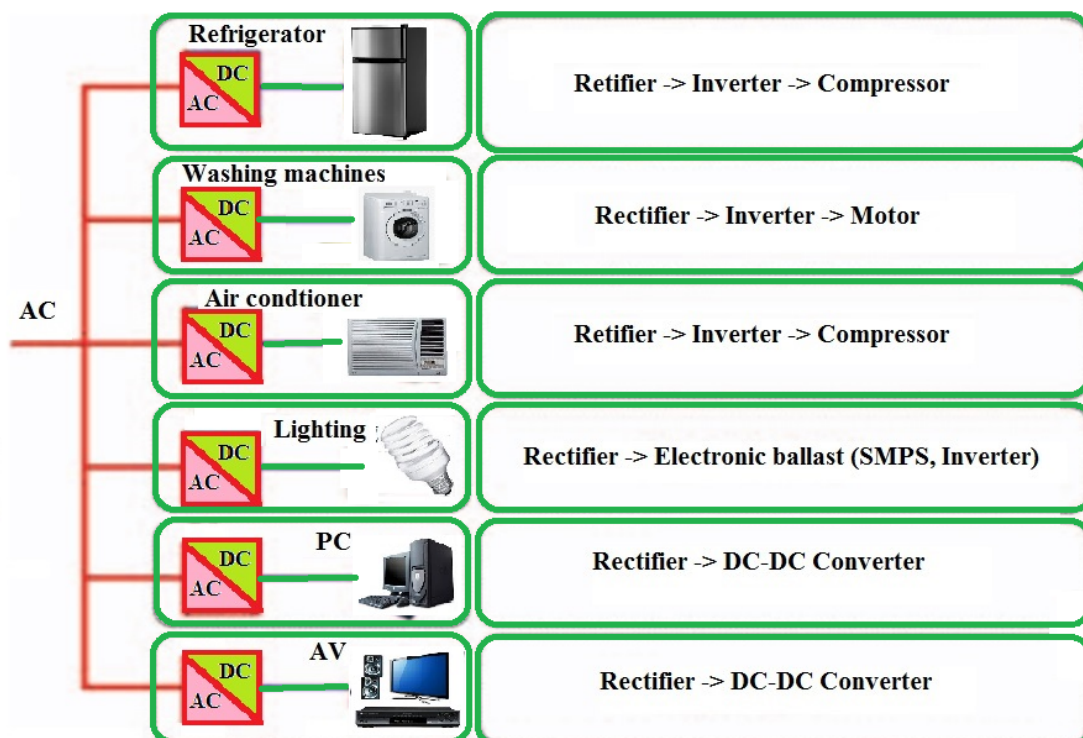 Refrigerator
DC
AC
Retifier -> Inverter -> Compressor
Washing machines
DC
AC
Rectifier -> Inverter -> Motor
AC
Air condtioner
DC
AC
Retifier -> Inverter -> Compressor
Lighting
DC
AC
Rectifier -> Electronic ballast (SMPS, Inverter)
PC
DC
AC
Rectifier -> DC-DC Converter
AV
DC
AC
Rectifier -> DC-DC Converter